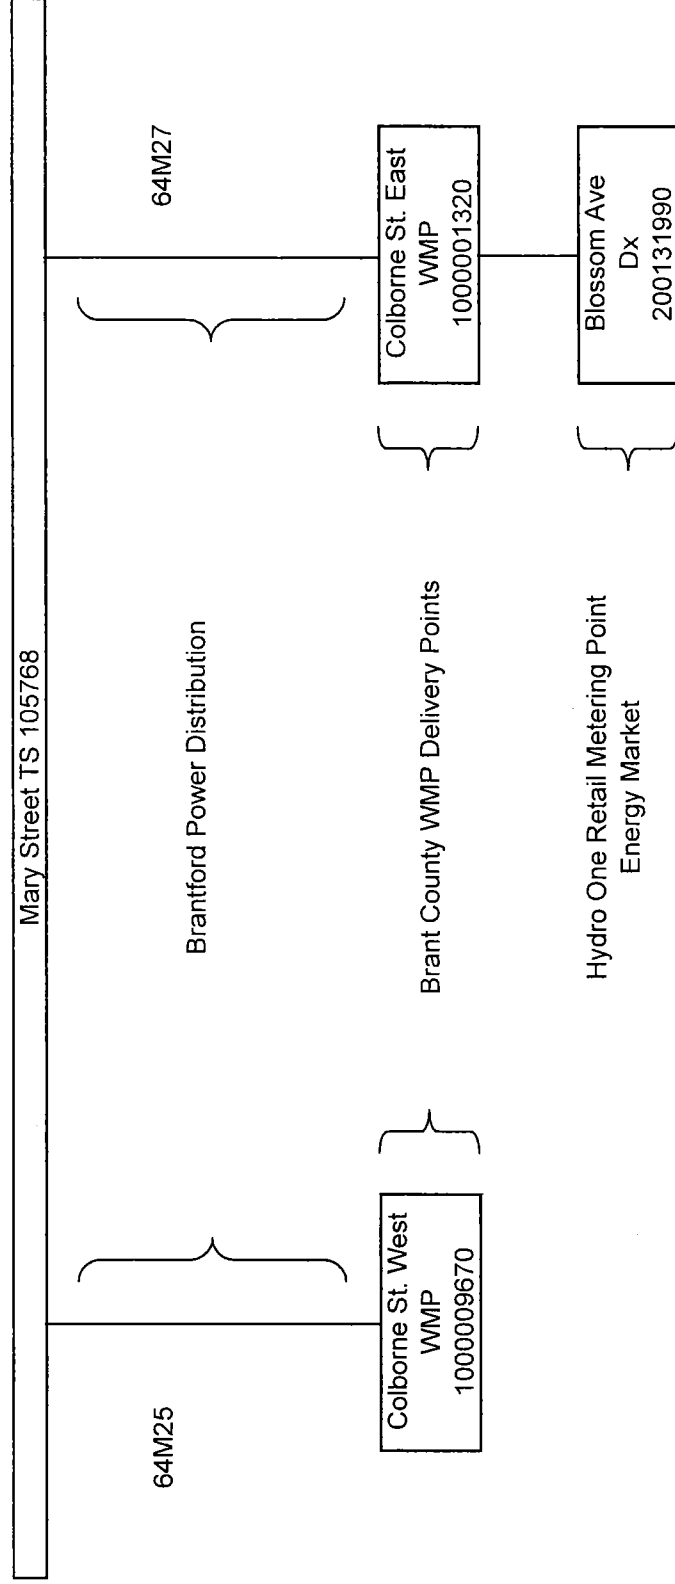 Mary Street TS 105768
64M25
Brantford Power Distribution
64M27
Colborne St. West
WMP
1000009670
Brant County WMP Delivery Points
Colborne St. East
WMP
1000001320
Hydro One Retail Metering Point
Energy Market
Blossom Ave
Dx
200131990